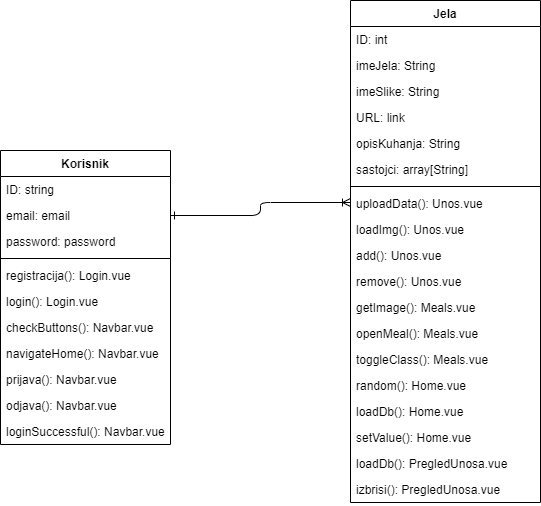 Korisnik
ID: string
email: email
password: password
registracija(): Login.vue
login(): Login.vue
checkButtons(): Navbar.vue
navigateHome(): Navbar.vue
prijava(): Navbar.vue
odjava(): Navbar.vue
loginSuccessful(): Navbar.vue
Jela
ID: int
imeJela: String
imeSlike: String
URL: link
opisKuhanja: String
sastojci: array[String]
uploadData(): Unos.vue
loadImg(): Unos.vue
add(): Unos.vue
remove(): Unos.vue
getImage(): Meals.vue
openMeal(): Meals.vue
toggleClass(): Meals.vue
random(): Home.vue
loadDb(): Home.vue
setValue(): Home.vue
loadDb(): PregledUnosa.vue
izbrisi(): PregledUnosa.vue